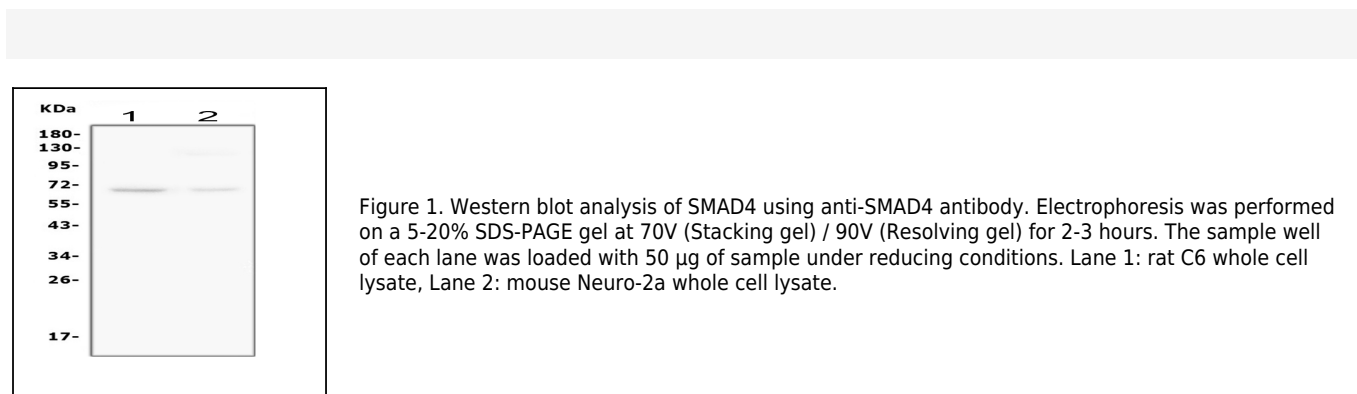 KDa
1 2
180-
130-
95-
72-
55-
43-
34-
26-
17-
Figure 1. Western blot analysis of SMAD4 using anti-SMAD4 antibody. Electrophoresis was performed
on a 5-20% SDS-PAGE gel at 70V (Stacking gel) / 90V (Resolving gel) for 2-3 hours. The sample well
of each lane was loaded with 50 μg of sample under reducing conditions. Lane 1: rat C6 whole cell
lysate, Lane 2: mouse Neuro-2a whole cell lysate.